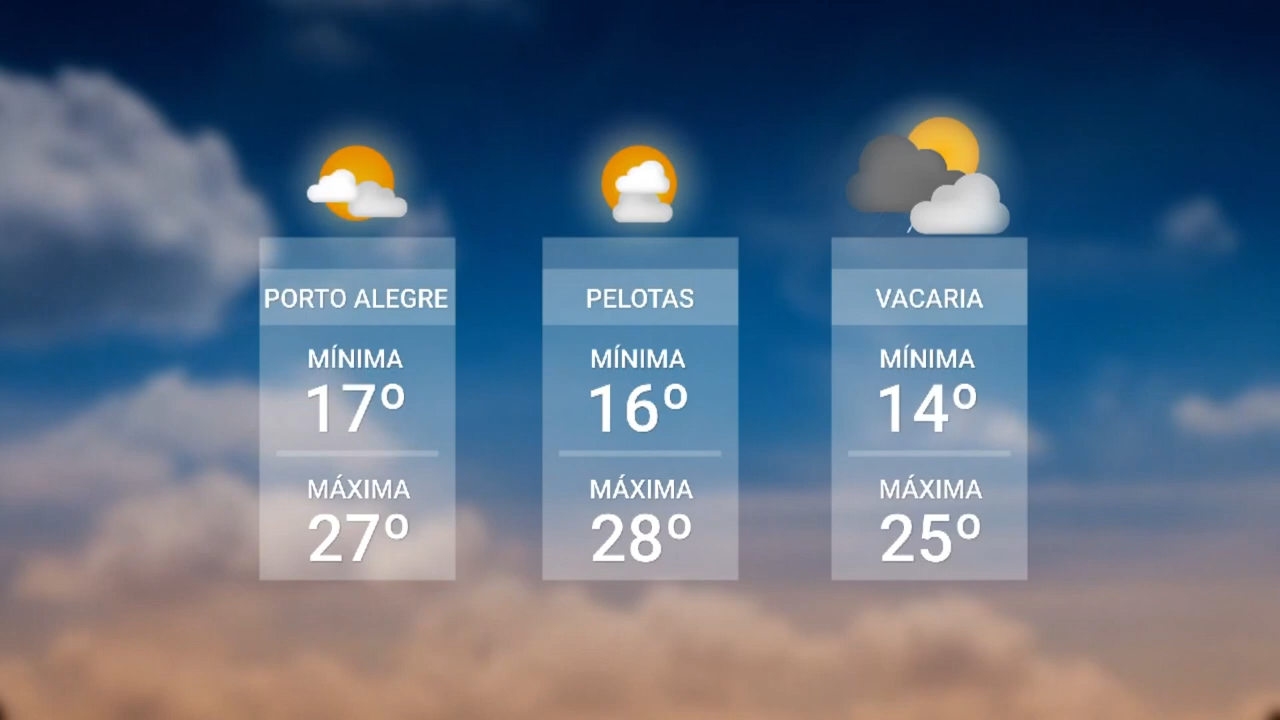 PORTO ALEGRE
MÍNIMA
17º
MÁXIMA
27º
PELOTAS
MÍNIMA
16º
MÁXIMA
28º
VACARIA
MÍNIMA
14º
MÁXIMA
25º